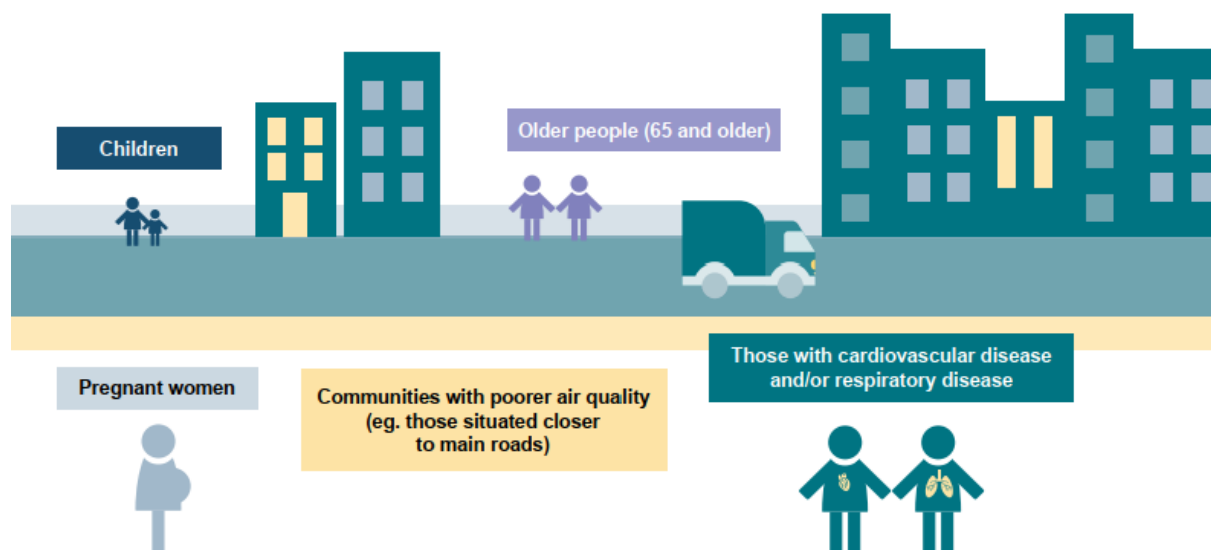 Children
Older people (65 and older)
Pregnant women
Communities with poorer air quality
(eg. those situated closer
to main roads)
Those with cardiovascular disease
and/or respiratory disease